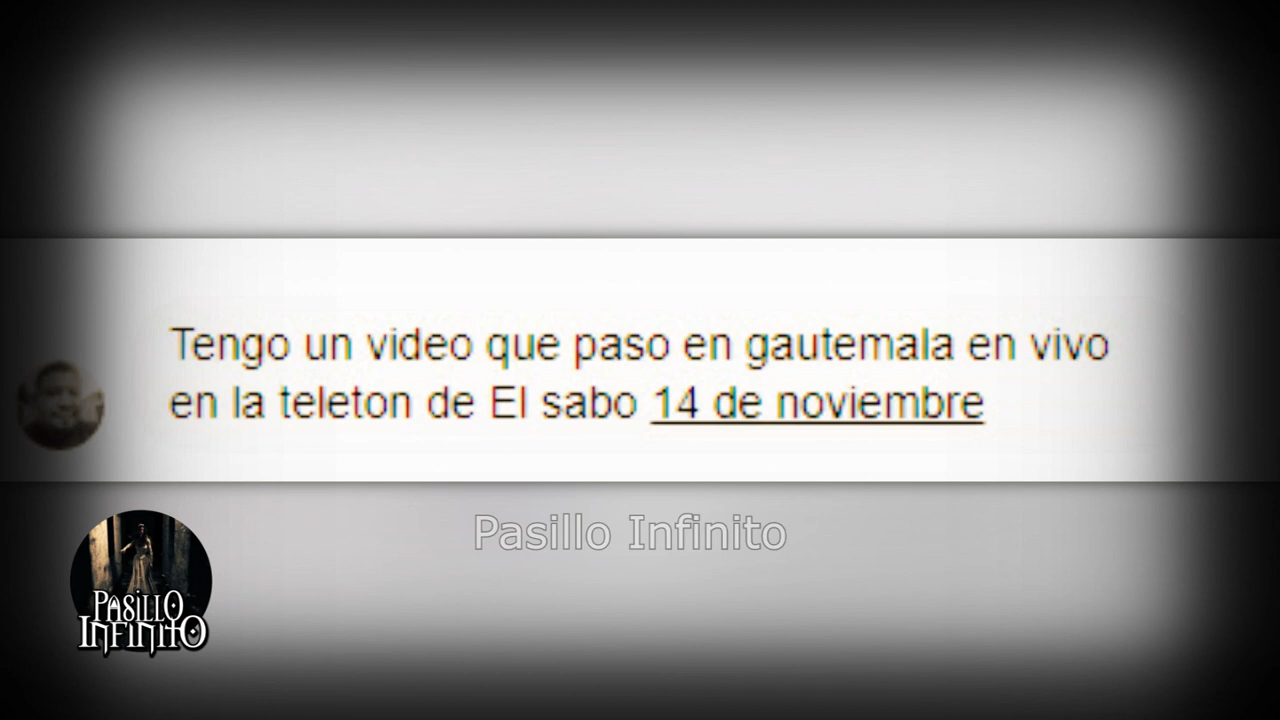 Tengo un video que paso en gautemala en vivo
en la teleton de El sabo 14 de noviembre
Pasillo Infinito
PASILLO
INFINITO